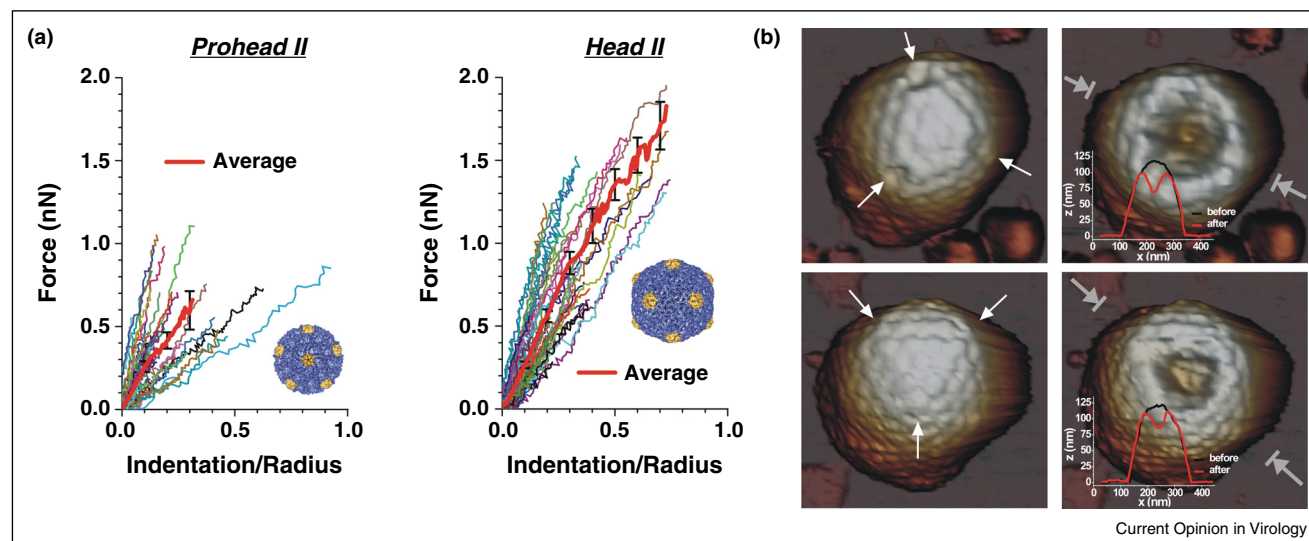 (a)
Prohead II
Head II
(b)
2.0
1.5
1.0
0.5
0.0
Force (nN)
Average
0.0
0.5
1.0
Indentation/Radius
2.0
1.5
1.0
0.5
0.0
Force (nN)
Average
0.0
0.5
1.0
Indentation/Radius
125
100
75
50
25
0
z (nm)
before
after
0 100 200 300 400
x (nm)
125
100
75
50
25
0
z (nm)
before
after
0 100 200 300 400
x (nm)
Current Opinion in Virology